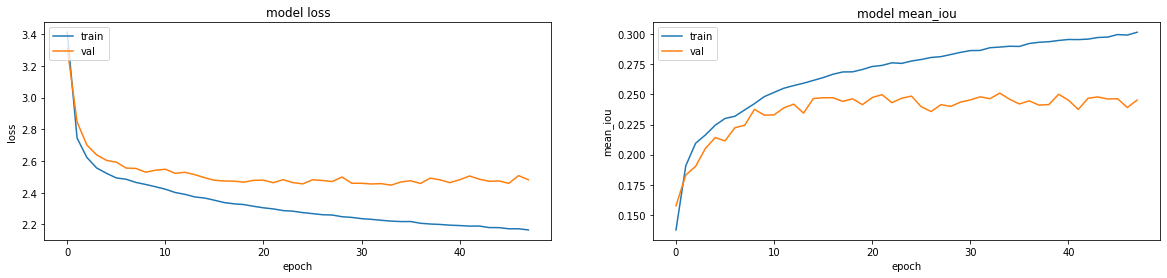 model loss
train
val
3.4
3.2
3.0
2.8
2.6
2.4
2.2
loss
0
10
20
30
40
epoch
model mean_iou
train
val
0.300
0.275
0.250
0.225
0.200
0.175
0.150
mean_iou
0
10
20
30
40
epoch